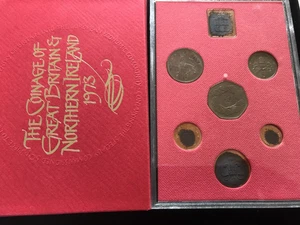 THE COINAGE OF
GREAT BRITAIN &
NORTHERN IRELAND
1973